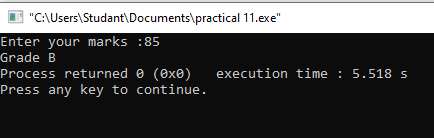 "C:\Users\Studant\Documents\practical 11.exe"
Enter your marks :85
Grade B
Process returned 0 (0x0)   execution time : 5.518 s
Press any key to continue.